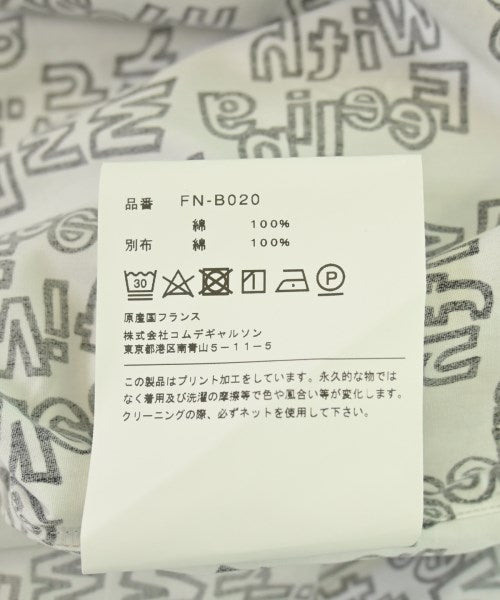 With
Feelig
品番 FN-B020
綿 100%
別布 綿 100%
30
P
原産国フランス
株式会社コムデギャルソン
東京都港区南青山5-11-5
この製品はプリント加工をしています。永久的な物では
なく着用及び洗濯の摩擦等で色や風合い等が変化します。
クリーニングの際、必ずネットを使用して下さい。